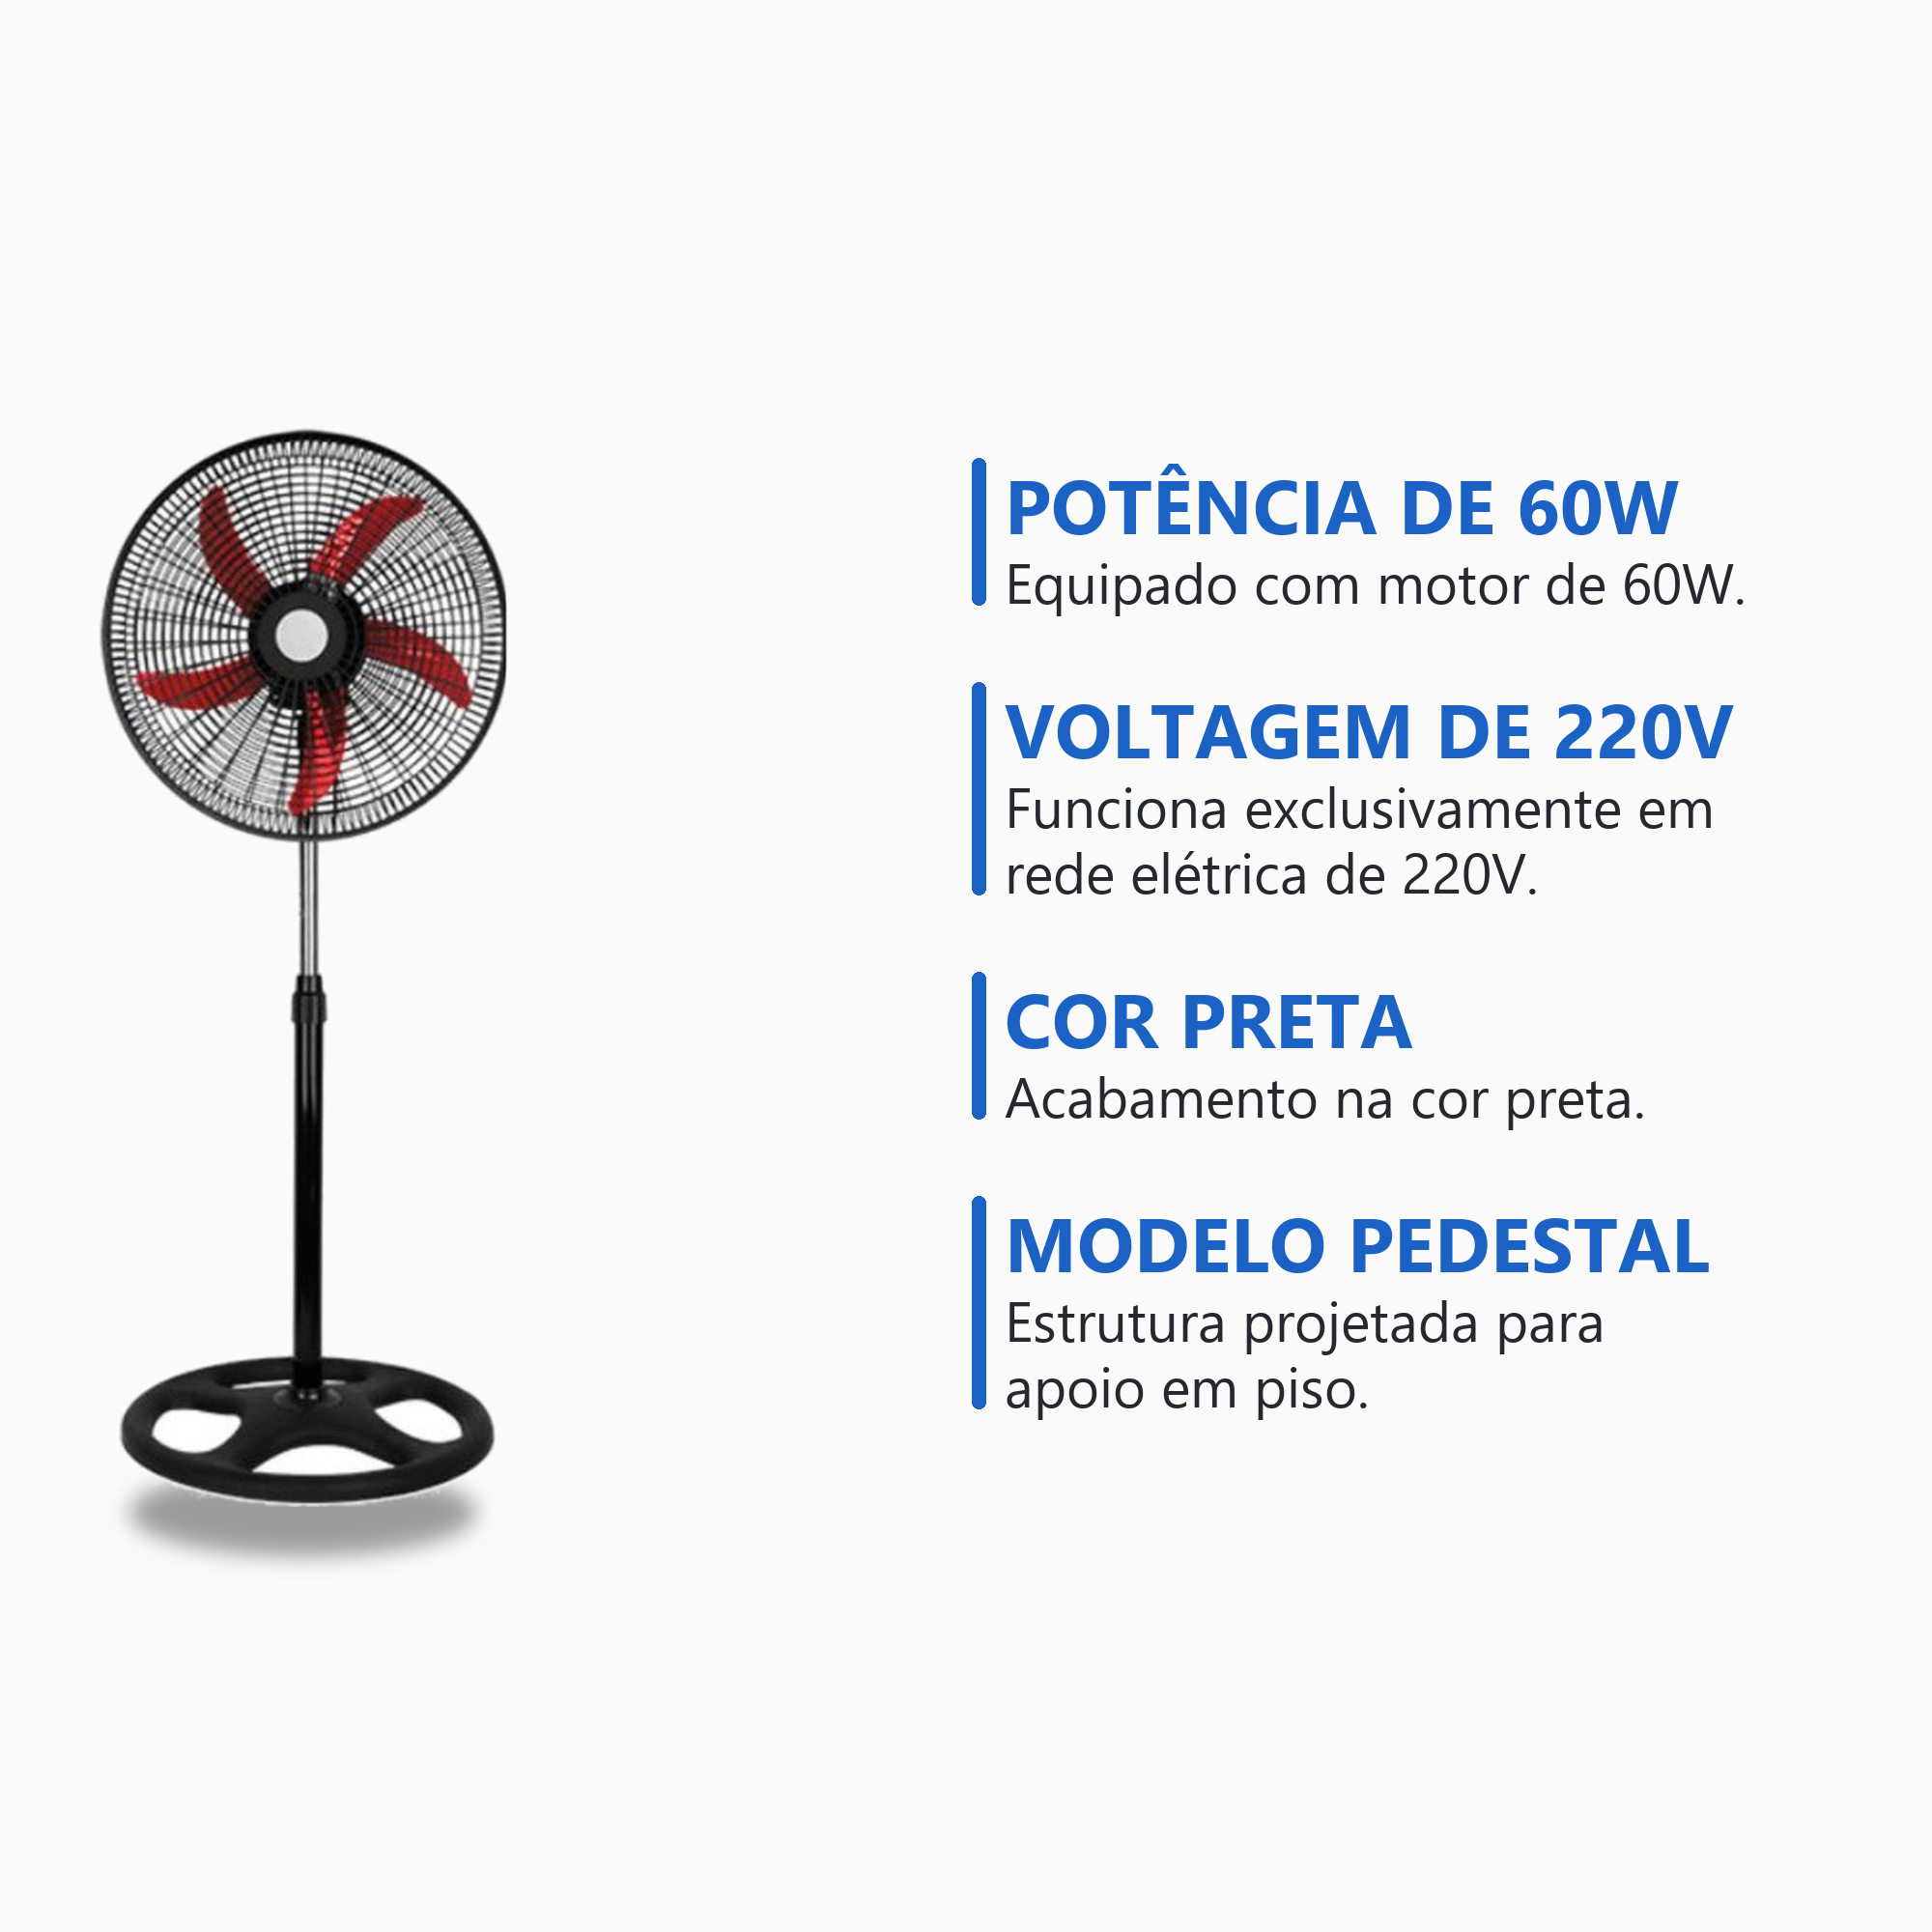 POTÊNCIA DE 60W
Equipado com motor de 60W.
VOLTAGEM DE 220V
Funciona exclusivamente em
rede elétrica de 220V.
COR PRETA
Acabamento na cor preta.
MODELO PEDESTAL
Estrutura projetada para
apoio em piso.